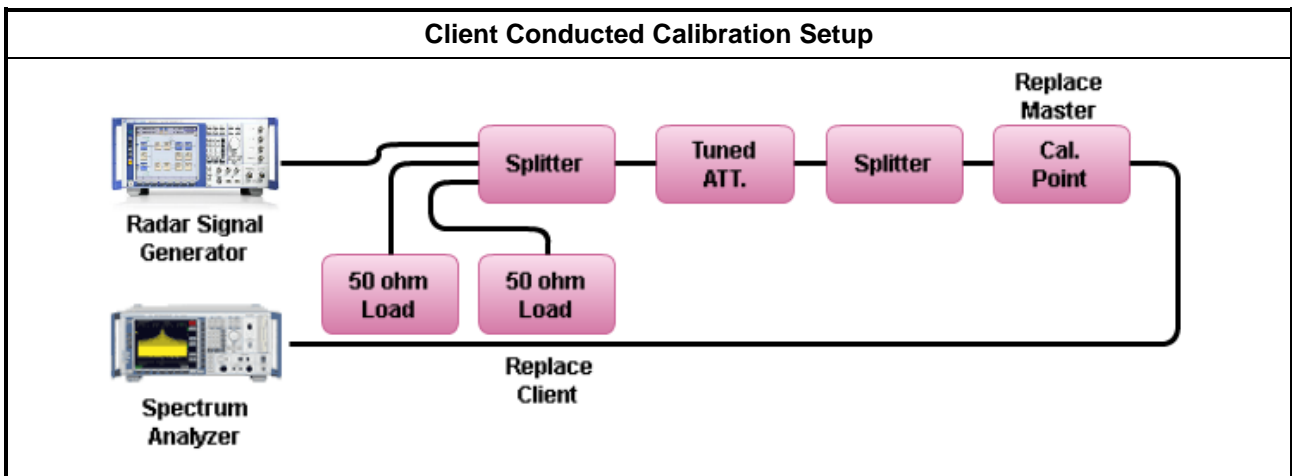 Client Conducted Calibration Setup
Replace
Master
Splitter
Tuned
ATT.
Splitter
Cal.
Point
Radar Signal
Generator
50 ohm
Load
50 ohm
Load
Replace
Client
Spectrum
Analyzer